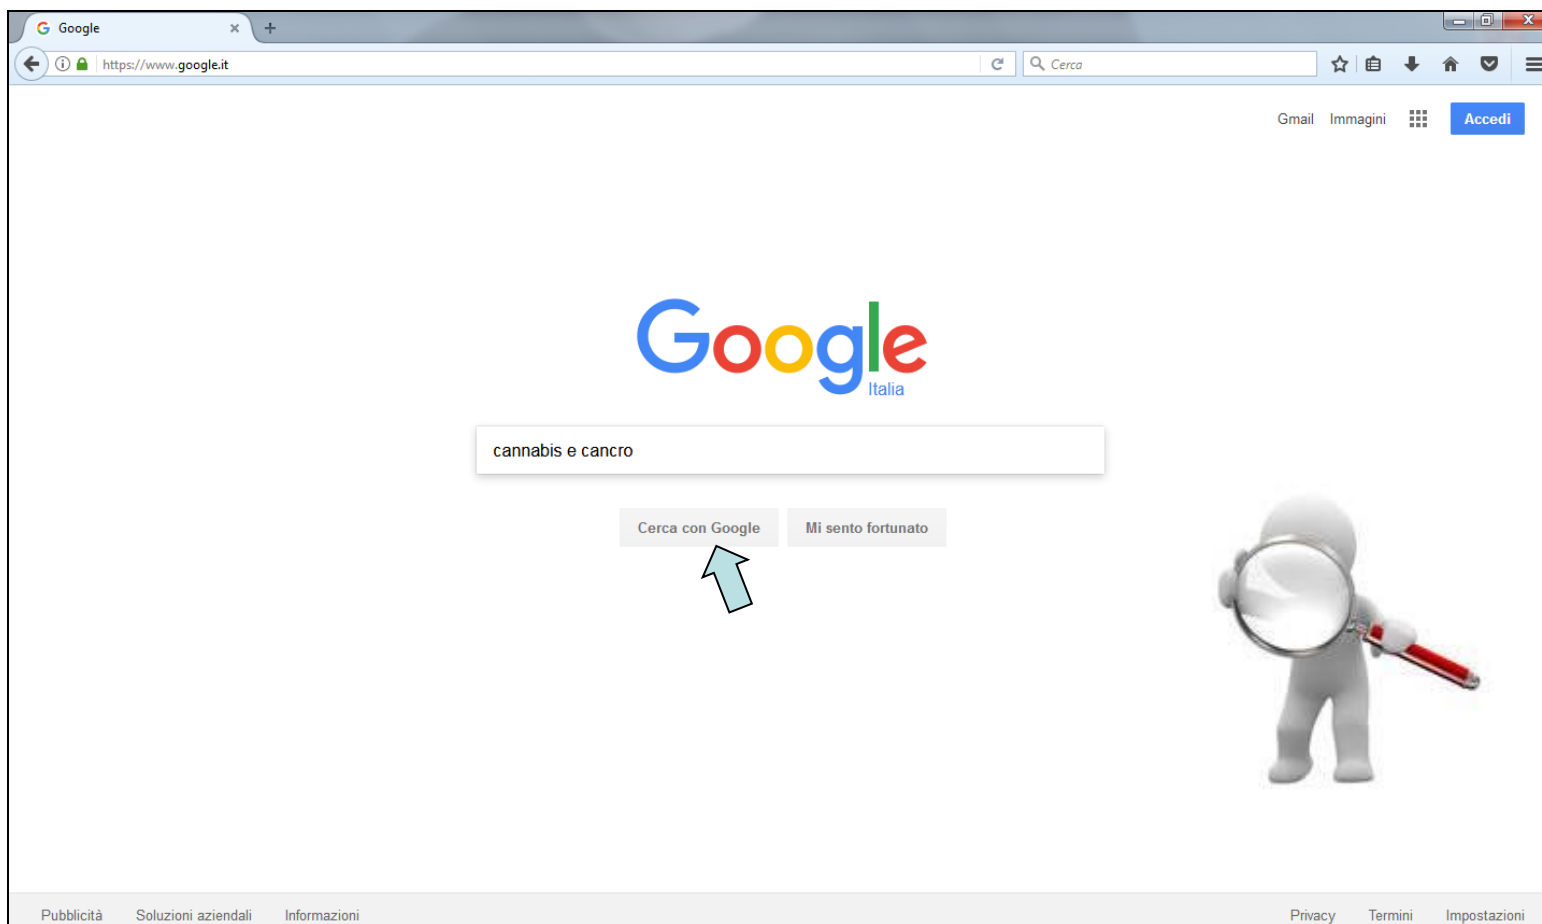 Google
https://www.google.it
Cerca
Gmail Immagini Accedi
Google
Italia
cannabis e cancro
Cerca con Google Mi sento fortunato
Pubblicità Soluzioni aziendali Informazioni Privacy Termini Impostazioni